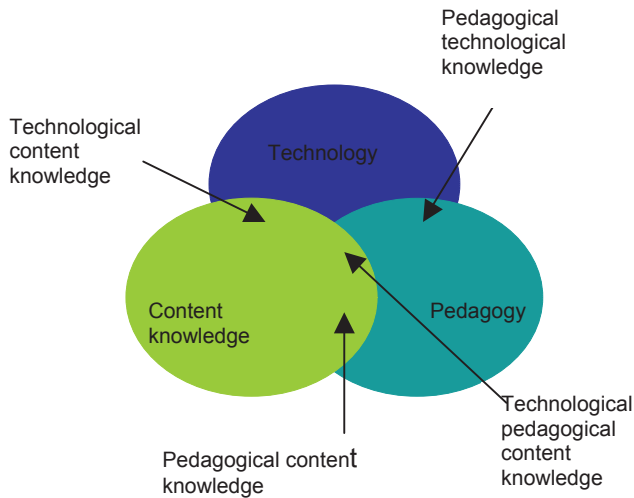 Pedagogical
technological
knowledge
Technological
content
knowledge
Technology
Content
knowledge
Pedagogy
Technological
pedagogical
content
knowledge
Pedagogical content
knowledge